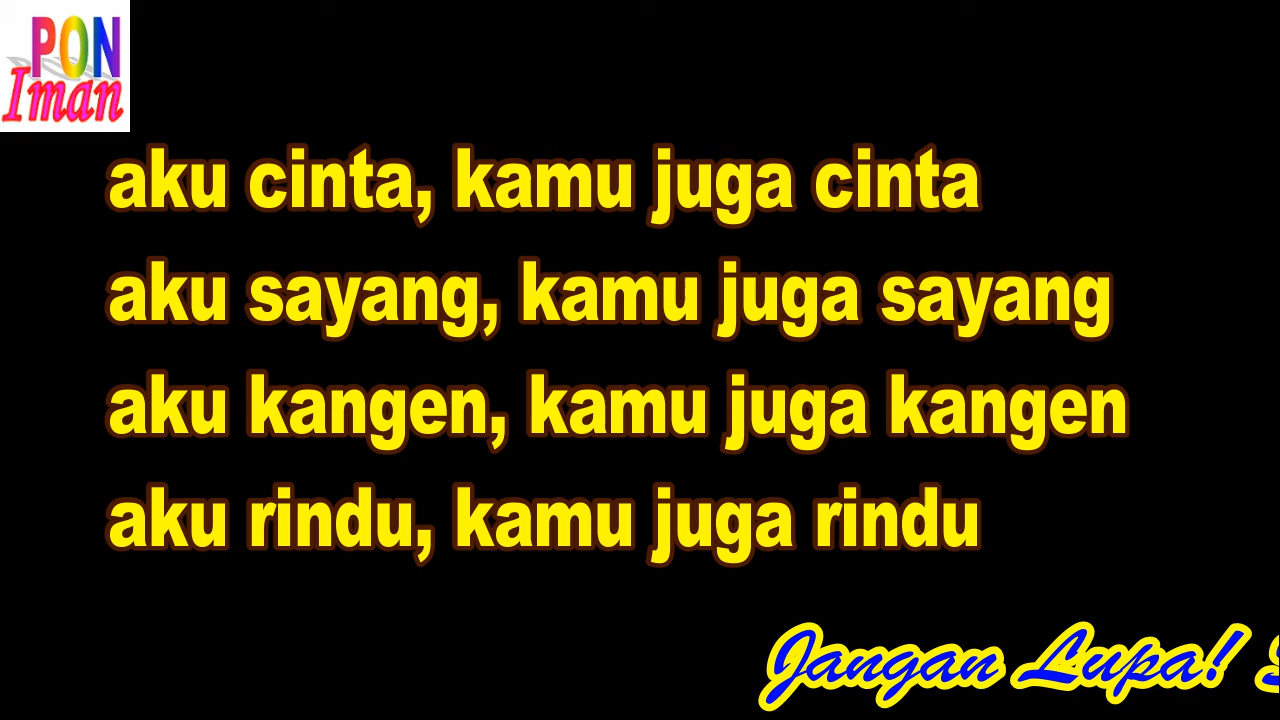 PON
Iman
aku cinta, kamu juga cinta
aku sayang, kamu juga sayang
aku kangen, kamu juga kangen
aku rindu, kamu juga rindu
Jangan Lupa!